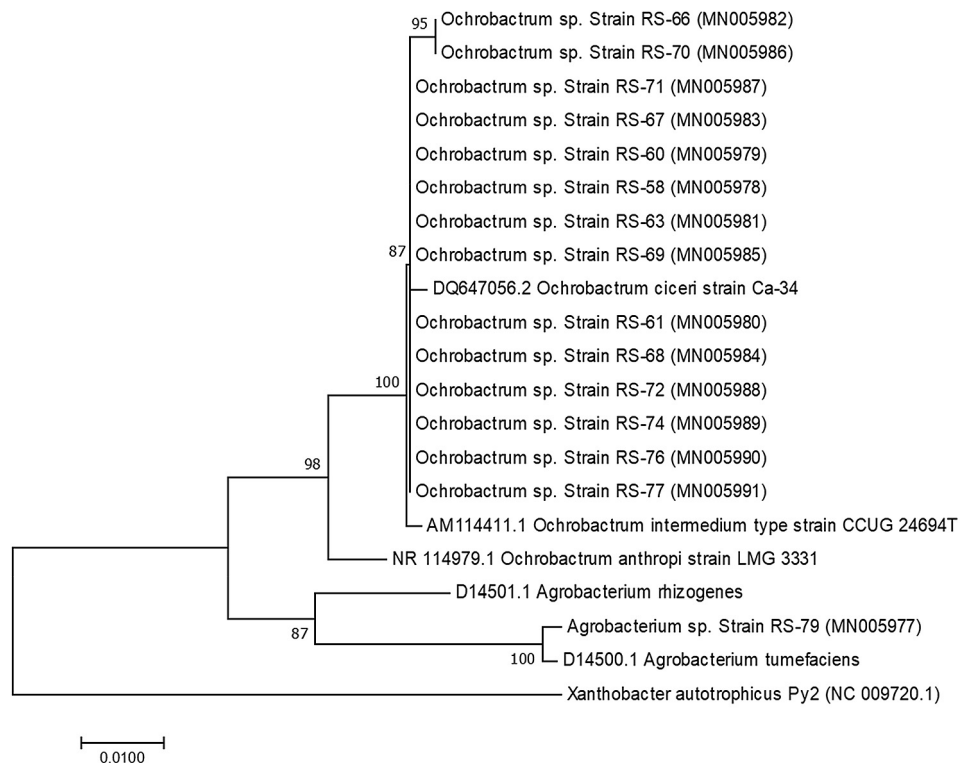 95 Ochrobactrum sp. Strain RS-66 (MN005982)
Ochrobactrum sp. Strain RS-70 (MN005986)
Ochrobactrum sp. Strain RS-71 (MN005987)
Ochrobactrum sp. Strain RS-67 (MN005983)
Ochrobactrum sp. Strain RS-60 (MN005979)
Ochrobactrum sp. Strain RS-58 (MN005978)
Ochrobactrum sp. Strain RS-63 (MN005981)
87 Ochrobactrum sp. Strain RS-69 (MN005985)
DQ647056.2 Ochrobactrum ciceri strain Ca-34
Ochrobactrum sp. Strain RS-61 (MN005980)
Ochrobactrum sp. Strain RS-68 (MN005984)
100 Ochrobactrum sp. Strain RS-72 (MN005988)
Ochrobactrum sp. Strain RS-74 (MN005989)
98 Ochrobactrum sp. Strain RS-76 (MN005990)
Ochrobactrum sp. Strain RS-77 (MN005991)
AM114411.1 Ochrobactrum intermedium type strain CCUG 24694T
NR 114979.1 Ochrobactrum anthropi strain LMG 3331
D14501.1 Agrobacterium rhizogenes
87 Agrobacterium sp. Strain RS-79 (MN005977)
100 D14500.1 Agrobacterium tumefaciens
Xanthobacter autotrophicus Py2 (NC 009720.1)
0.0100